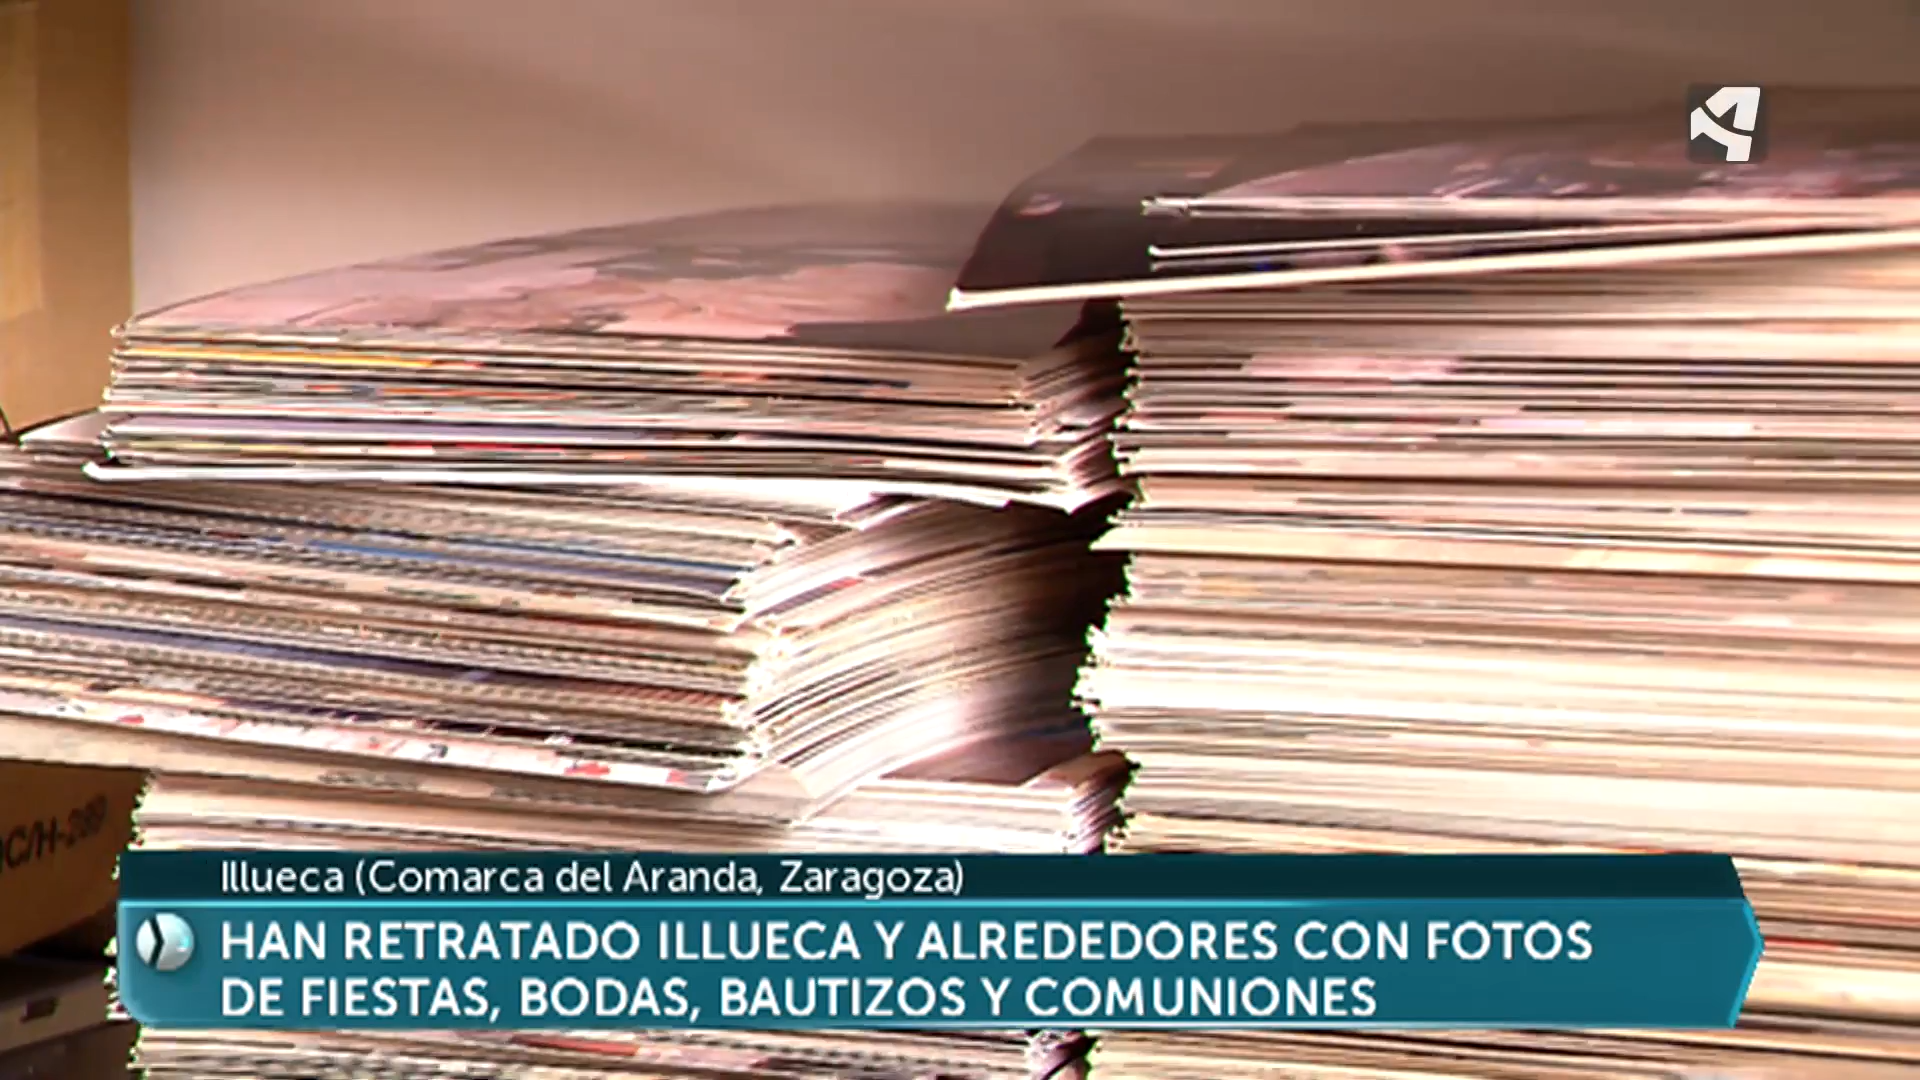 Illueca (Comarca del Aranda, Zaragoza)
HAN RETRATADO ILLUECA Y ALREDEDORES CON FOTOS
DE FIESTAS, BODAS, BAUTIZOS Y COMUNIONES